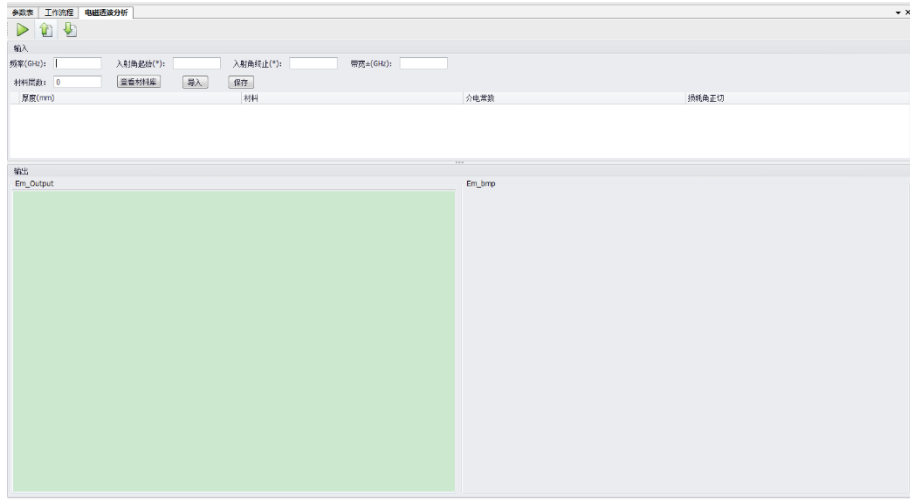 参数表 工作流程 电磁透波分析
输入
频率(GHz): 入射角起始(°): 入射角终止(°): 带宽±(GHz):
材料层数: 0 查看材料库 导入 保存
厚度(mm) 材料 介电常数 损耗角正切
输出
Em_Output Em_bmp